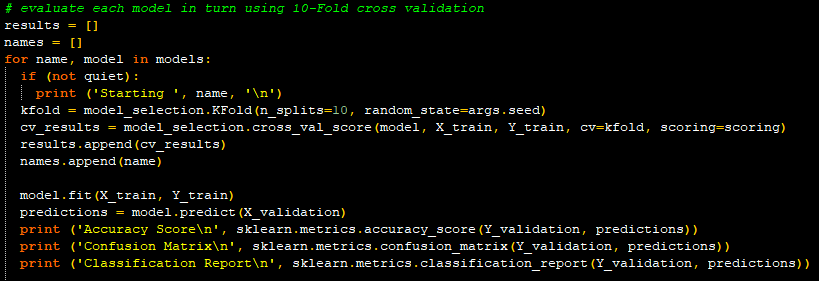 # evaluate each model in turn using 10-Fold cross validation
results = []
names = []
for name, model in models:
  if (not quiet):
    print ('Starting ', name, '\n')
  kfold = model_selection.KFold(n_splits=10, random_state=args.seed)
  cv_results = model_selection.cross_val_score(model, X_train, Y_train, cv=kfold, scoring=scoring)
  results.append(cv_results)
  names.append(name)

  model.fit(X_train, Y_train)
  predictions = model.predict(X_validation)
  print ('Accuracy Score\n', sklearn.metrics.accuracy_score(Y_validation, predictions))
  print ('Confusion Matrix\n', sklearn.metrics.confusion_matrix(Y_validation, predictions))
  print ('Classification Report\n', sklearn.metrics.classification_report(Y_validation, predictions))